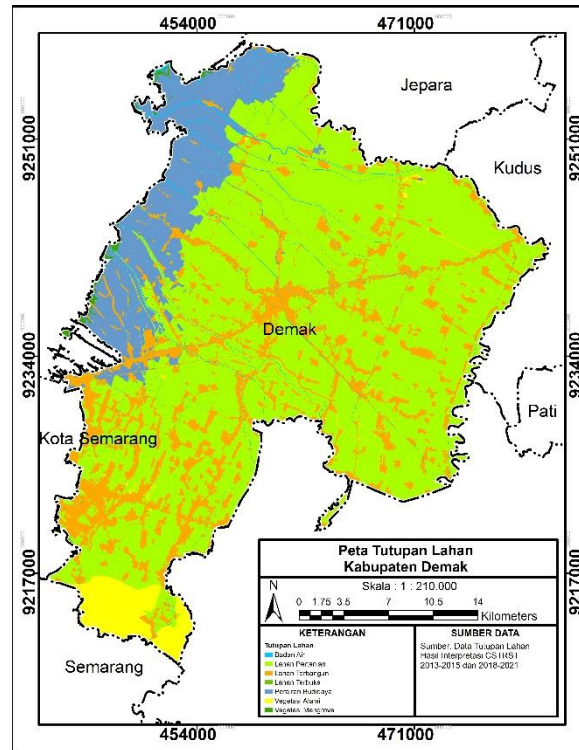 454000 471000
Jepara
9251000 9251000
Kudus
Demak
9234000 9234000
Pati
Kota Semarang
Peta Tutupan Lahan
Kabupaten Demak
N
Skala : 1 : 210.000
0 1.75 3.5 7 10.5 14
Kilometers
9217000 9217000
KETERANGAN
Tutupan Lahan
Badan Air
Lahan Pertanian
Lahan Terbangun
Lahan Terbuka
Perairan Budidaya
Vegetasi Alami
Vegetasi Mangrove
SUMBER DATA
Sumber. Data Tutupan Lahan
Hasil Interpretasi CSTRST
2013-2015 dan 2018-2021
Semarang
454000 471000